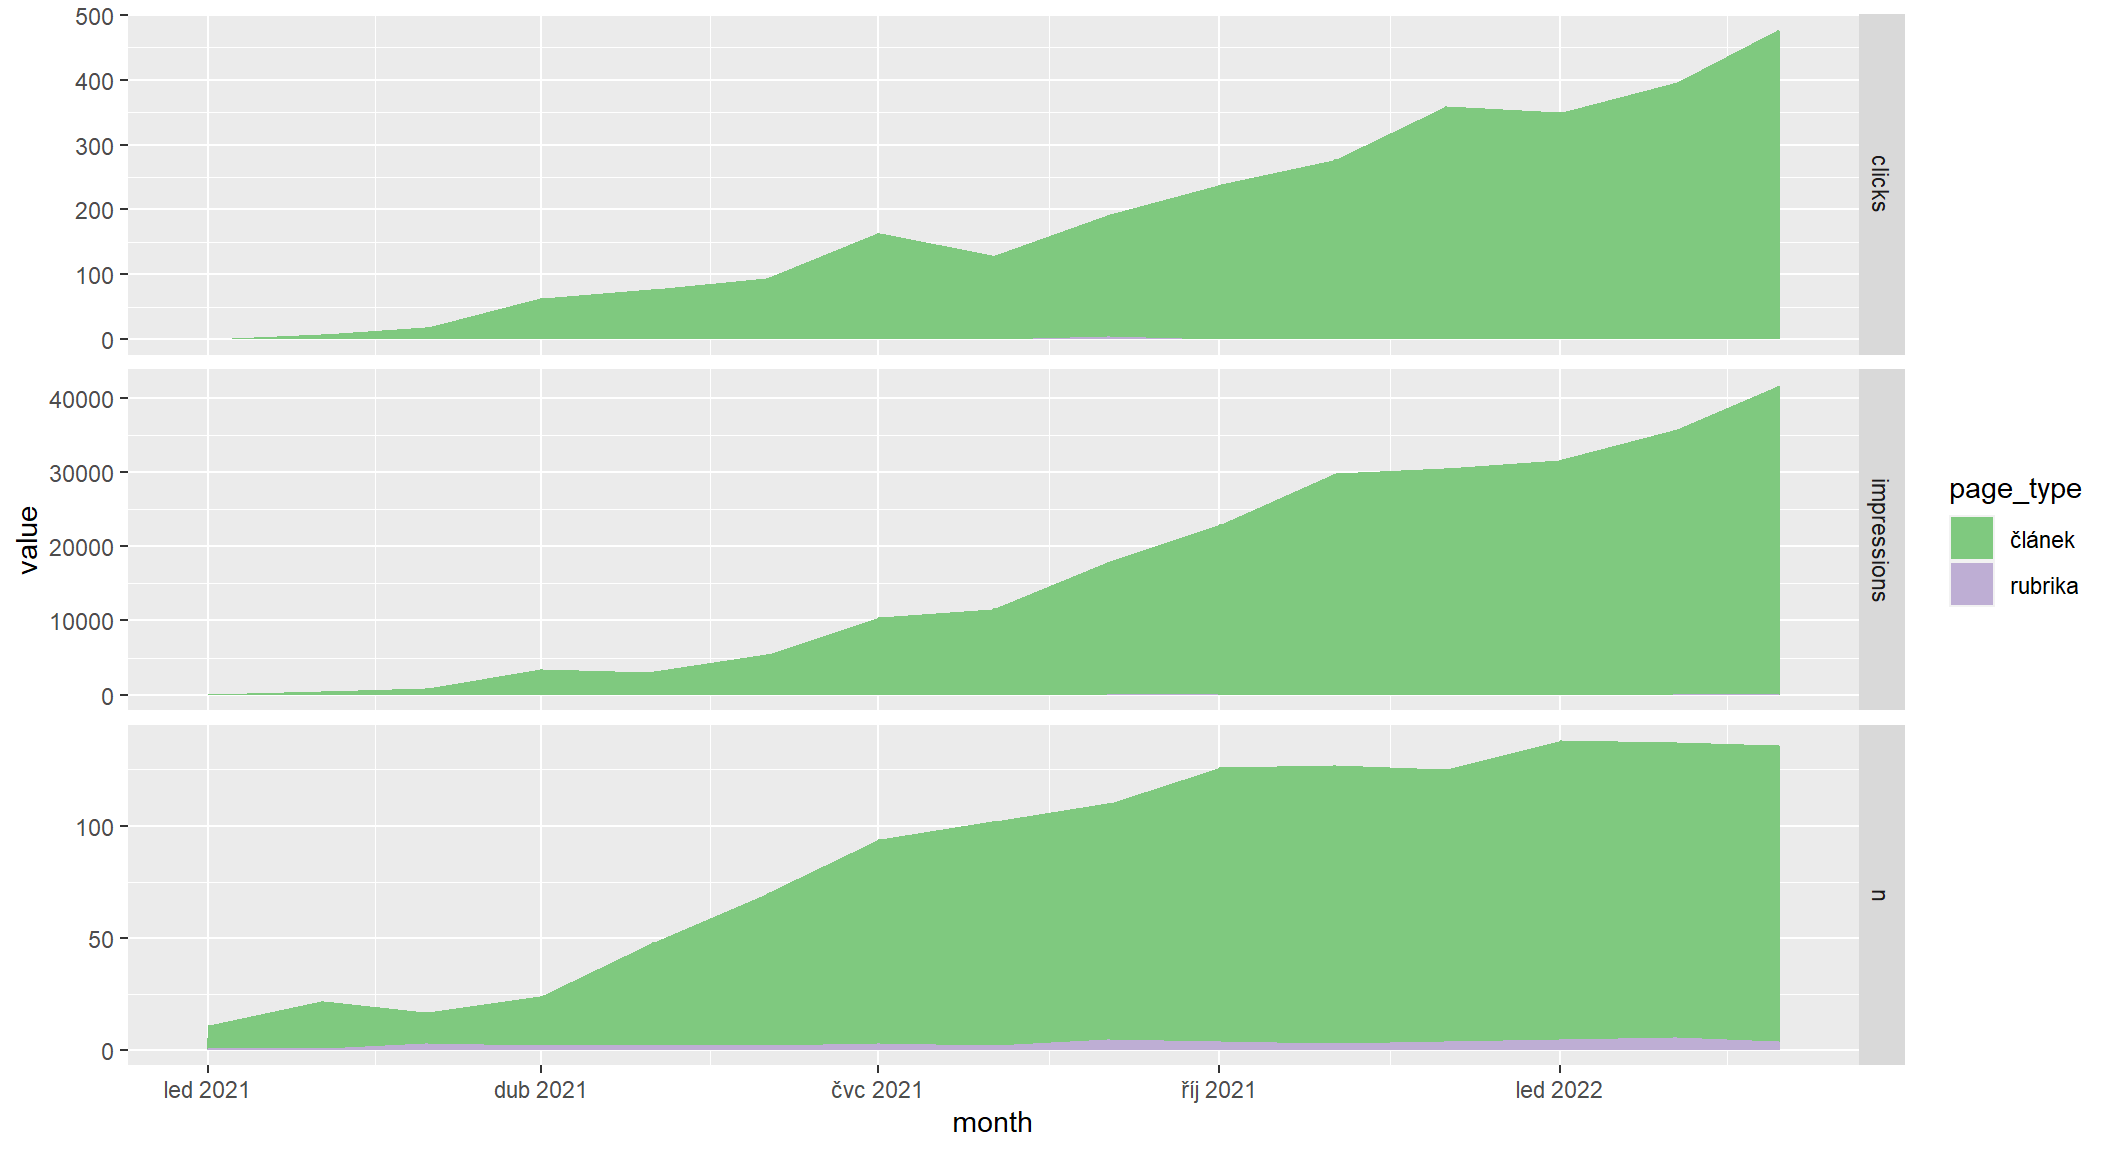 500
400
300
200
100
0
clicks
40000
30000
20000
10000
0
impressions
100
50
0
n
led 2021
dub 2021
čvc 2021
říj 2021
led 2022
month
value
page_type
článek
rubrika